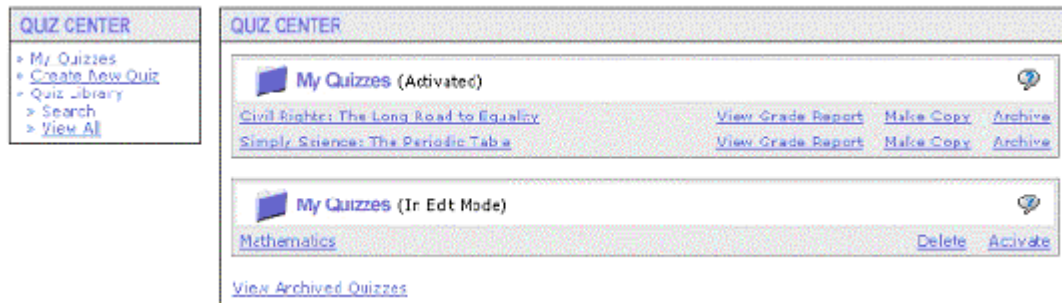 QUIZ CENTER
» My Quizzes
» Create New Quiz
» Quiz Library
» Search
» View All
QUIZ CENTER
My Quizzes (Activated)
Civil Rights: The Long Road to Equality View Grade Report Make Copy Archive
Simply Science: The Periodic Table View Grade Report Make Copy Archive
My Quizzes (In Edit Mode)
Mathematics Delete Activate
View Archived Quizzes